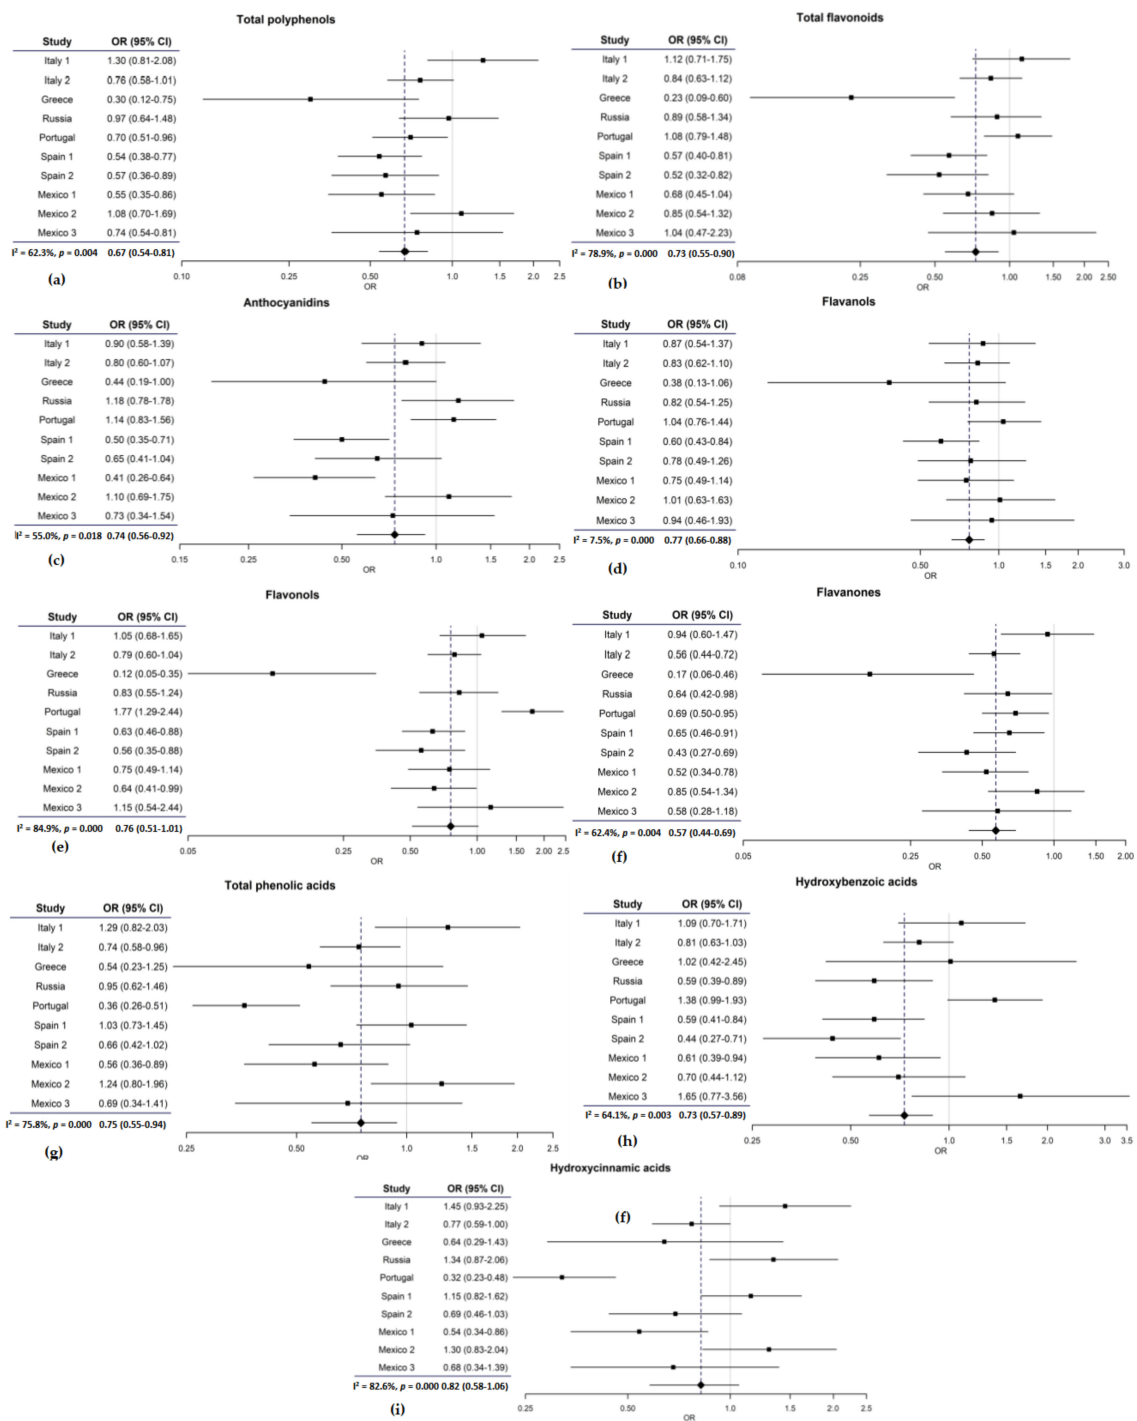 Total polyphenols
Study OR (95% CI)
Italy 1 1.30 (0.81-2.08)
Italy 2 0.76 (0.58-1.01)
Greece 0.30 (0.12-0.75)
Russia 0.97 (0.64-1.48)
Portugal 0.70 (0.51-0.96)
Spain 1 0.54 (0.38-0.77)
Spain 2 0.57 (0.36-0.89)
Mexico 1 0.55 (0.35-0.86)
Mexico 2 1.08 (0.70-1.69)
Mexico 3 0.74 (0.54-0.81)
I² = 62.3%, p = 0.004 0.67 (0.54-0.81)
0.10 0.25 0.50 1.0 1.5 2.0 2.5
OR
(a)
Total flavonoids
Study OR (95% CI)
Italy 1 1.12 (0.71-1.75)
Italy 2 0.84 (0.63-1.12)
Greece 0.23 (0.09-0.60)
Russia 0.89 (0.58-1.34)
Portugal 1.08 (0.79-1.48)
Spain 1 0.57 (0.40-0.81)
Spain 2 0.52 (0.32-0.82)
Mexico 1 0.68 (0.45-1.04)
Mexico 2 0.85 (0.54-1.32)
Mexico 3 1.04 (0.47-2.23)
I² = 78.9%, p = 0.000 0.73 (0.55-0.90)
0.08 0.25 0.50 1.00 1.50 2.00 2.50
OR
(b)
Anthocyanidins
Study OR (95% CI)
Italy 1 0.90 (0.58-1.39)
Italy 2 0.80 (0.60-1.07)
Greece 0.44 (0.19-1.00)
Russia 1.18 (0.78-1.78)
Portugal 1.14 (0.83-1.56)
Spain 1 0.50 (0.35-0.71)
Spain 2 0.65 (0.41-1.04)
Mexico 1 0.41 (0.26-0.64)
Mexico 2 1.10 (0.69-1.75)
Mexico 3 0.73 (0.34-1.54)
I² = 55.0%, p = 0.018 0.74 (0.56-0.92)
0.15 0.25 0.50 1.0 1.5 2.0 2.5
OR
(c)
Flavanols
Study OR (95% CI)
Italy 1 0.87 (0.54-1.37)
Italy 2 0.83 (0.62-1.10)
Greece 0.38 (0.13-1.06)
Russia 0.82 (0.54-1.25)
Portugal 1.04 (0.76-1.44)
Spain 1 0.60 (0.43-0.84)
Spain 2 0.78 (0.49-1.26)
Mexico 1 0.75 (0.49-1.14)
Mexico 2 1.01 (0.63-1.63)
Mexico 3 0.94 (0.46-1.93)
I² = 7.5%, p = 0.000 0.77 (0.66-0.88)
0.10 0.50 1.0 1.5 2.0 3.0
OR
(d)
Flavonols
Study OR (95% CI)
Italy 1 1.05 (0.68-1.65)
Italy 2 0.79 (0.60-1.04)
Greece 0.12 (0.05-0.35)
Russia 0.83 (0.55-1.24)
Portugal 1.77 (1.29-2.44)
Spain 1 0.63 (0.46-0.88)
Spain 2 0.56 (0.35-0.88)
Mexico 1 0.75 (0.49-1.14)
Mexico 2 0.64 (0.41-0.99)
Mexico 3 1.15 (0.54-2.44)
I² = 84.9%, p = 0.000 0.76 (0.51-1.01)
0.05 0.25 0.50 1.00 1.50 2.00 2.5
OR
(e)
Flavanones
Study OR (95% CI)
Italy 1 0.94 (0.60-1.47)
Italy 2 0.56 (0.44-0.72)
Greece 0.17 (0.06-0.46)
Russia 0.64 (0.42-0.98)
Portugal 0.69 (0.50-0.95)
Spain 1 0.65 (0.46-0.91)
Spain 2 0.43 (0.27-0.69)
Mexico 1 0.52 (0.34-0.78)
Mexico 2 0.85 (0.54-1.34)
Mexico 3 0.58 (0.28-1.18)
I² = 62.4%, p = 0.004 0.57 (0.44-0.69)
0.05 0.25 0.50 1.00 1.50 2.00
OR
(f)
Total phenolic acids
Study OR (95% CI)
Italy 1 1.29 (0.82-2.03)
Italy 2 0.74 (0.58-0.96)
Greece 0.54 (0.23-1.25)
Russia 0.95 (0.62-1.46)
Portugal 0.36 (0.26-0.51)
Spain 1 1.03 (0.73-1.45)
Spain 2 0.66 (0.42-1.02)
Mexico 1 0.56 (0.36-0.89)
Mexico 2 1.24 (0.80-1.96)
Mexico 3 0.69 (0.34-1.41)
I² = 75.8%, p = 0.000 0.75 (0.55-0.94)
0.25 0.50 1.0 1.5 2.0 2.5
OR
(g)
Hydroxybenzoic acids
Study OR (95% CI)
Italy 1 1.09 (0.70-1.71)
Italy 2 0.81 (0.63-1.03)
Greece 1.02 (0.42-2.45)
Russia 0.59 (0.39-0.89)
Portugal 1.38 (0.99-1.93)
Spain 1 0.59 (0.41-0.84)
Spain 2 0.44 (0.27-0.71)
Mexico 1 0.61 (0.39-0.94)
Mexico 2 0.70 (0.44-1.12)
Mexico 3 1.65 (0.77-3.56)
I² = 64.1%, p = 0.003 0.73 (0.57-0.89)
0.25 0.50 1.0 2.0 3.0 3.5
OR
(h)
Hydroxycinnamic acids
Study OR (95% CI)
Italy 1 1.45 (0.93-2.25)
(f)
Italy 2 0.77 (0.59-1.00)
Greece 0.64 (0.29-1.43)
Russia 1.34 (0.87-2.06)
Portugal 0.32 (0.23-0.48)
Spain 1 1.15 (0.82-1.62)
Spain 2 0.69 (0.46-1.03)
Mexico 1 0.54 (0.34-0.86)
Mexico 2 1.30 (0.83-2.04)
Mexico 3 0.68 (0.34-1.39)
I² = 82.6%, p = 0.000 0.82 (0.58-1.06)
0.25 0.50 1.0 1.5 2.0 2.5
OR
(i)